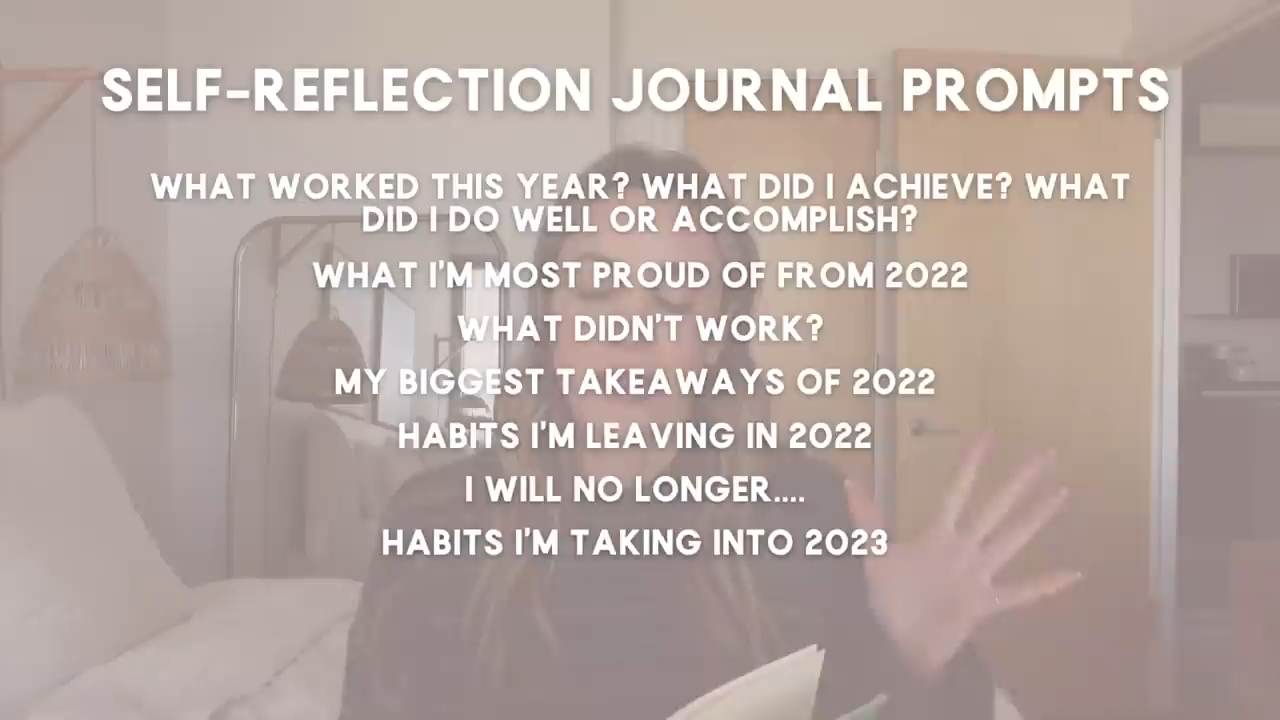 SELF-REFLECTION JOURNAL PROMPTS
WHAT WORKED THIS YEAR? WHAT DID I ACHIEVE? WHAT
DID I DO WELL OR ACCOMPLISH?
WHAT I'M MOST PROUD OF FROM 2022
WHAT DIDN'T WORK?
MY BIGGEST TAKEAWAYS OF 2022
HABITS I'M LEAVING IN 2022
I WILL NO LONGER....
HABITS I'M TAKING INTO 2023